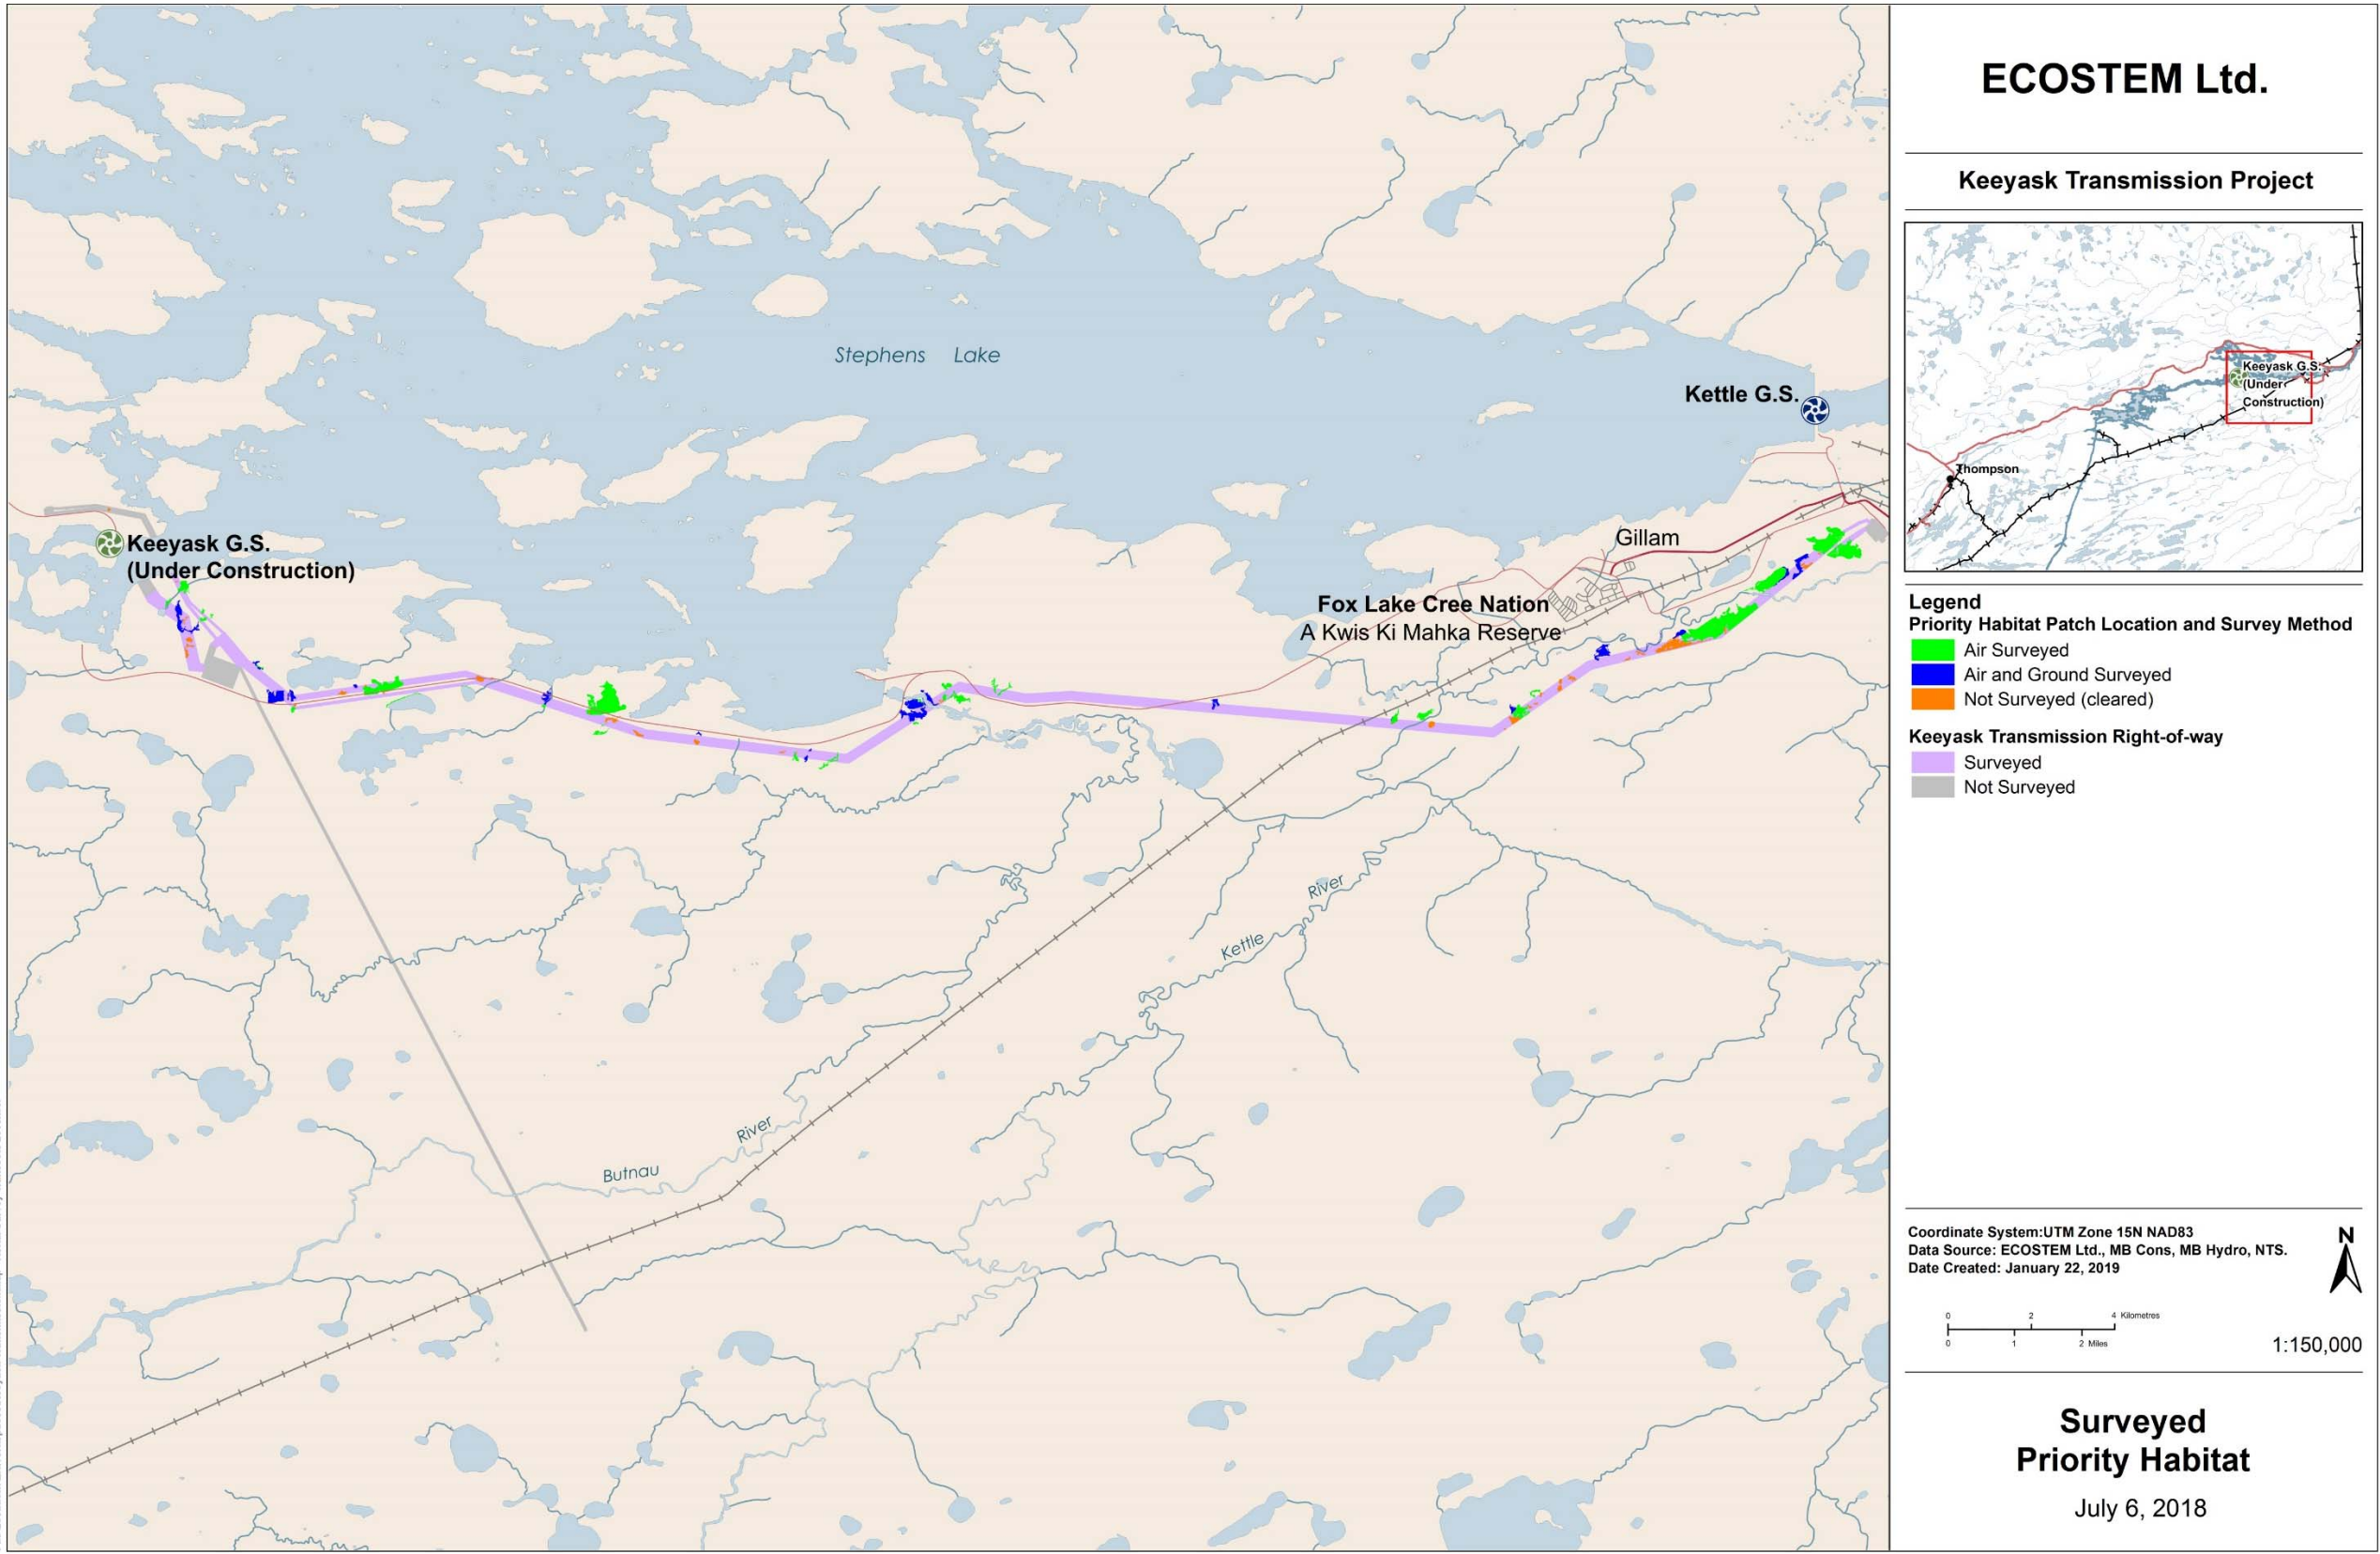 Stephens Lake
Kettle G.S.
Keeyask G.S.
(Under Construction)
Gillam
Fox Lake Cree Nation
A Kwis Ki Mahka Reserve
River
Kettle
River
Butnau
ECOSTEM Ltd.
Keeyask Transmission Project
Keeyask G.S.
(Under
Construction)
Thompson
Legend
Priority Habitat Patch Location and Survey Method
Air Surveyed
Air and Ground Surveyed
Not Surveyed (cleared)
Keeyask Transmission Right-of-way
Surveyed
Not Surveyed
Coordinate System:UTM Zone 15N NAD83
Data Source: ECOSTEM Ltd., MB Cons, MB Hydro, NTS.
Date Created: January 22, 2019
N
0 2 4 Kilometres
0 1 2 Miles
1:150,000
Surveyed
Priority Habitat
July 6, 2018